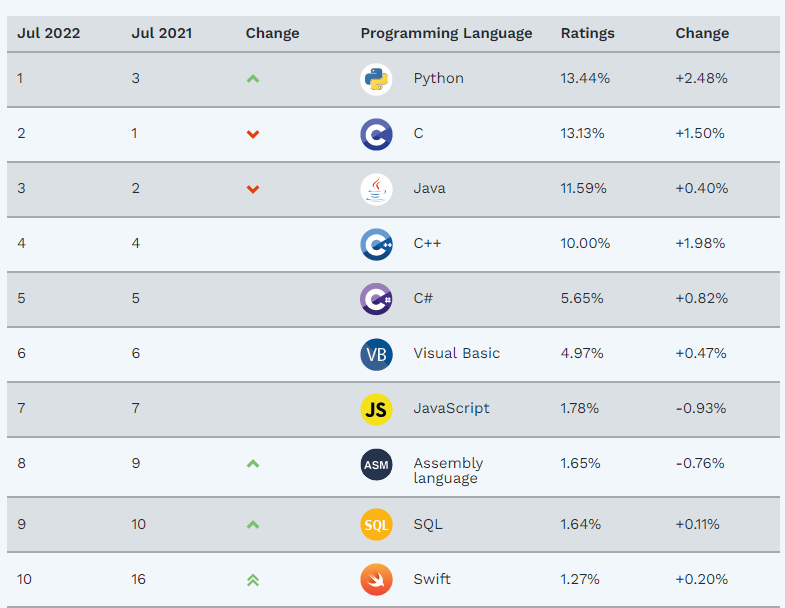 Jul 2022 Jul 2021 Change Programming Language Ratings Change
1 3 Python 13.44% +2.48%
2 1 C C 13.13% +1.50%
3 2 Java 11.59% +0.40%
4 4 C++ C++ 10.00% +1.98%
5 5 C# C# 5.65% +0.82%
6 6 VB Visual Basic 4.97% +0.47%
7 7 JS JavaScript 1.78% -0.93%
8 9 ASM Assembly language 1.65% -0.76%
9 10 SQL SQL 1.64% +0.11%
10 16 Swift 1.27% +0.20%